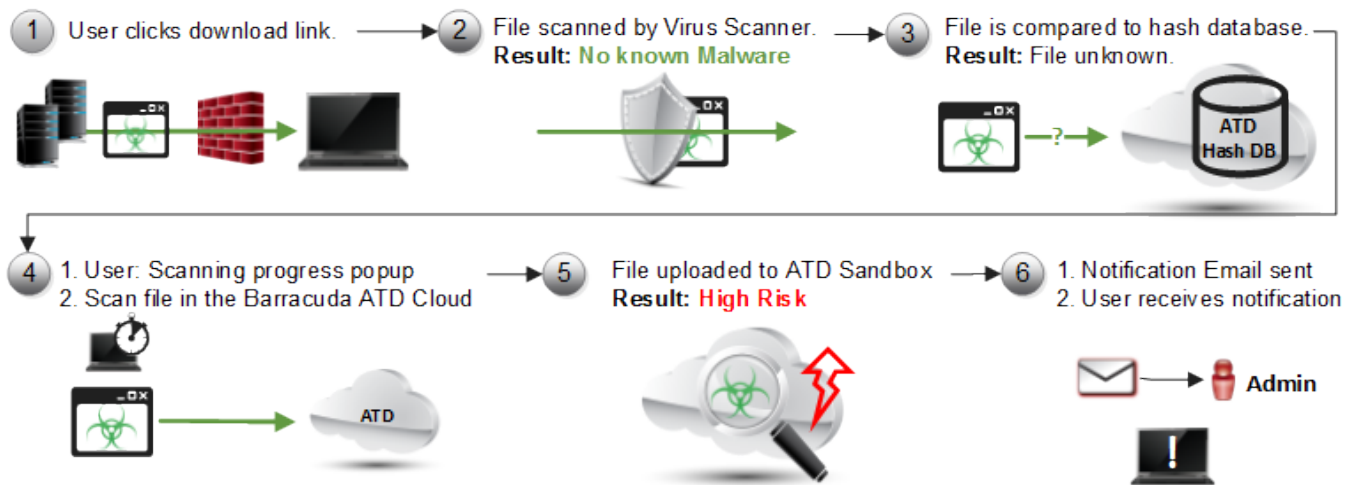 1 User clicks download link.
2 File scanned by Virus Scanner.
Result: No known Malware
3 File is compared to hash database.
Result: File unknown.
?
ATD
Hash DB
4 1. User: Scanning progress popup
2. Scan file in the Barracuda ATD Cloud
ATD
5 File uploaded to ATD Sandbox
Result: High Risk
6 1. Notification Email sent
2. User receives notification
Admin
!